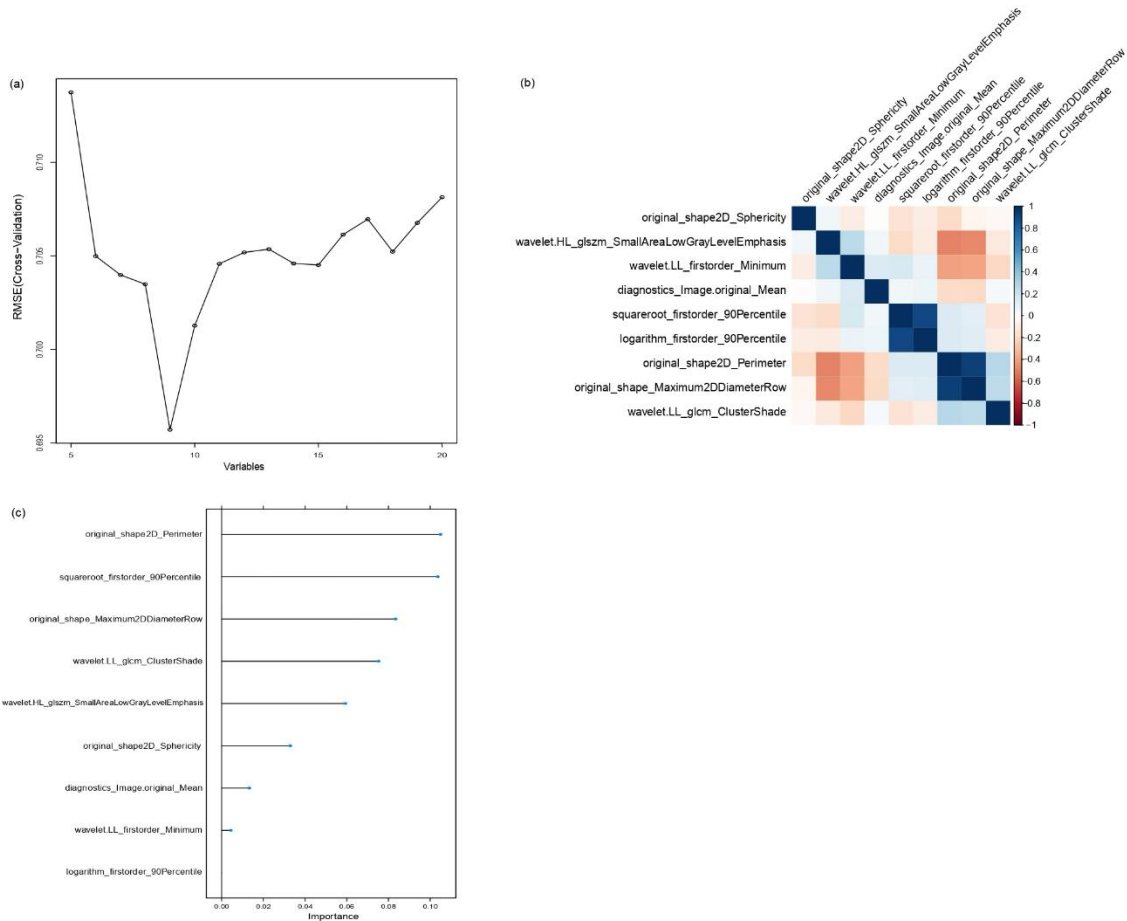 (a)
0.710
0.705
0.700
0.695
RMSE(Cross-Validation)
5
10
15
20
Variables
(b)
original_shape2D_Sphericity
wavelet.HL_glszm_SmallAreaLowGrayLevelEmphasis
wavelet.LL_firstorder_Minimum
diagnostics_Image.original_Mean
squareroot_firstorder_90Percentile
logarithm_firstorder_90Percentile
original_shape2D_Perimeter
original_shape_Maximum2DDiameterRow
wavelet.LL_glcm_ClusterShade
original_shape2D_Sphericity
wavelet.HL_glszm_SmallAreaLowGrayLevelEmphasis
wavelet.LL_firstorder_Minimum
diagnostics_Image.original_Mean
squareroot_firstorder_90Percentile
logarithm_firstorder_90Percentile
original_shape2D_Perimeter
original_shape_Maximum2DDiameterRow
wavelet.LL_glcm_ClusterShade
1
0.8
0.6
0.4
0.2
0
−0.2
−0.4
−0.6
−0.8
−1
(c)
original_shape2D_Perimeter
squareroot_firstorder_90Percentile
original_shape_Maximum2DDiameterRow
wavelet.LL_glcm_ClusterShade
wavelet.HL_glszm_SmallAreaLowGrayLevelEmphasis
original_shape2D_Sphericity
diagnostics_Image.original_Mean
wavelet.LL_firstorder_Minimum
logarithm_firstorder_90Percentile
0.00
0.02
0.04
0.06
0.08
0.10
Importance